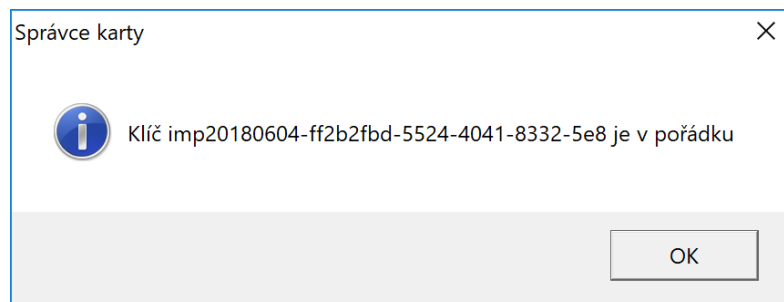 Správce karty
Klíč imp20180604-ff2b2fbd-5524-4041-8332-5e8 je v pořádku
OK